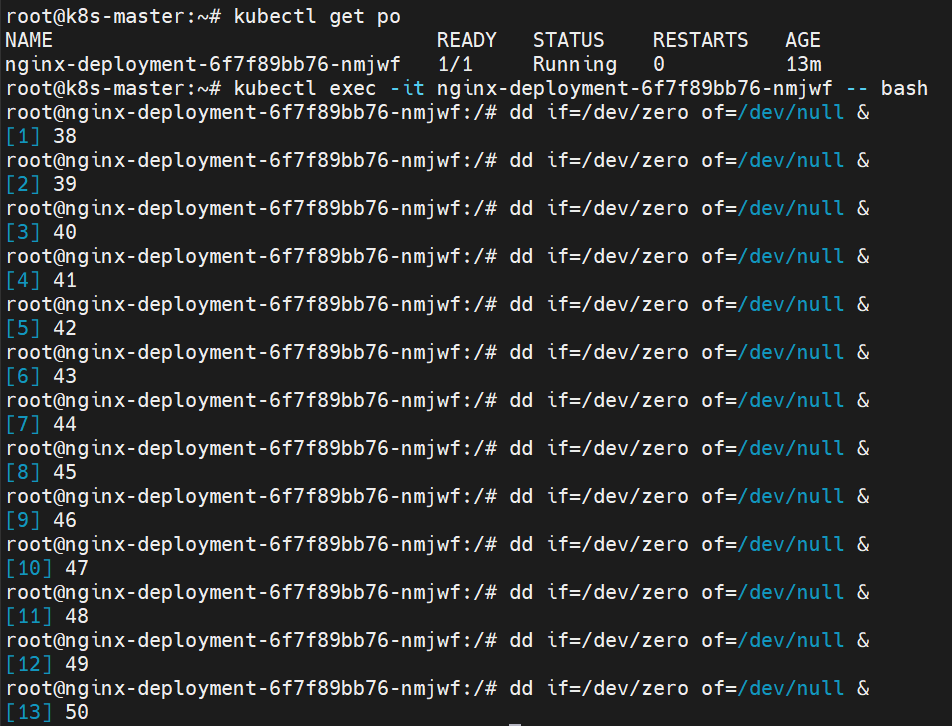 root@k8s-master:~# kubectl get po
NAME                                READY   STATUS    RESTARTS   AGE
nginx-deployment-6f7f89bb76-nmjwf   1/1     Running   0          13m
root@k8s-master:~# kubectl exec -it nginx-deployment-6f7f89bb76-nmjwf -- bash
root@nginx-deployment-6f7f89bb76-nmjwf:/# dd if=/dev/zero of=/dev/null &
[1] 38
root@nginx-deployment-6f7f89bb76-nmjwf:/# dd if=/dev/zero of=/dev/null &
[2] 39
root@nginx-deployment-6f7f89bb76-nmjwf:/# dd if=/dev/zero of=/dev/null &
[3] 40
root@nginx-deployment-6f7f89bb76-nmjwf:/# dd if=/dev/zero of=/dev/null &
[4] 41
root@nginx-deployment-6f7f89bb76-nmjwf:/# dd if=/dev/zero of=/dev/null &
[5] 42
root@nginx-deployment-6f7f89bb76-nmjwf:/# dd if=/dev/zero of=/dev/null &
[6] 43
root@nginx-deployment-6f7f89bb76-nmjwf:/# dd if=/dev/zero of=/dev/null &
[7] 44
root@nginx-deployment-6f7f89bb76-nmjwf:/# dd if=/dev/zero of=/dev/null &
[8] 45
root@nginx-deployment-6f7f89bb76-nmjwf:/# dd if=/dev/zero of=/dev/null &
[9] 46
root@nginx-deployment-6f7f89bb76-nmjwf:/# dd if=/dev/zero of=/dev/null &
[10] 47
root@nginx-deployment-6f7f89bb76-nmjwf:/# dd if=/dev/zero of=/dev/null &
[11] 48
root@nginx-deployment-6f7f89bb76-nmjwf:/# dd if=/dev/zero of=/dev/null &
[12] 49
root@nginx-deployment-6f7f89bb76-nmjwf:/# dd if=/dev/zero of=/dev/null &
[13] 50